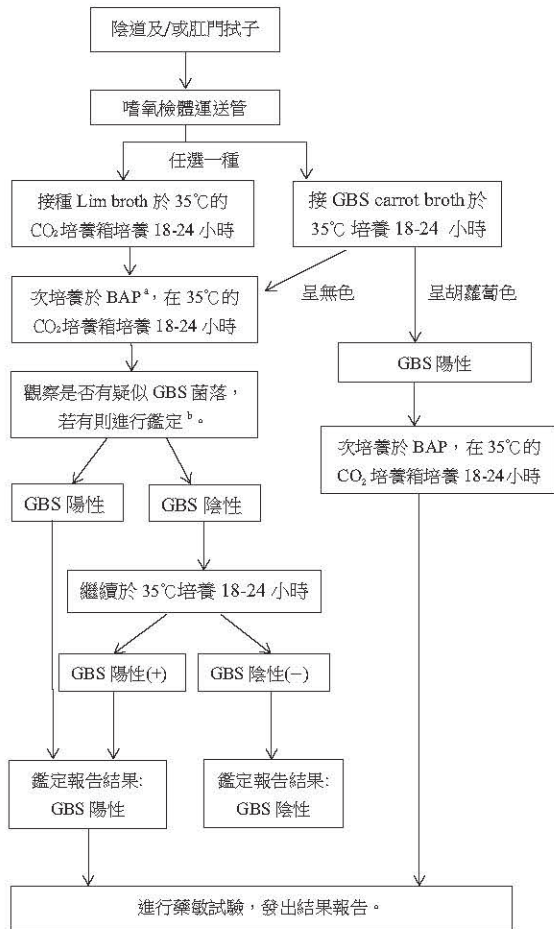 陰道及/或肛門拭子
嗜氧檢體運送管
任選一種
接種 Lim broth 於 35℃的
CO₂培養箱培養 18-24 小時
接 GBS carrot broth 於
35℃ 培養 18-24 小時
呈無色
呈胡蘿蔔色
次培養於 BAPᵃ，在 35℃的
CO₂培養箱培養 18-24 小時
GBS 陽性
觀察是否有疑似 GBS 菌落，
若有則進行鑑定ᵇ。
次培養於 BAP，在 35℃的
CO₂ 培養箱培養 18-24小時
GBS 陽性
GBS 陰性
繼續於 35℃培養 18-24 小時
GBS 陽性(+)
GBS 陰性(−)
鑑定報告結果:
GBS 陽性
鑑定報告結果:
GBS 陰性
進行藥敏試驗，發出結果報告。